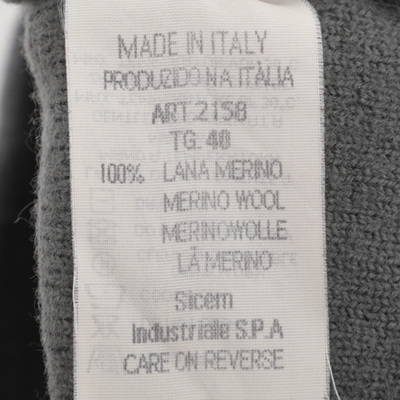 MADE IN ITALY
PRODUZIDO NA ITÀLIA
ART.2158
TG. 40
100% LANA MERINO
MERINO WOOL
MERINOWOLLE
LÃ MERINO
Sicem
Industriale S.P.A
CARE ON REVERSE